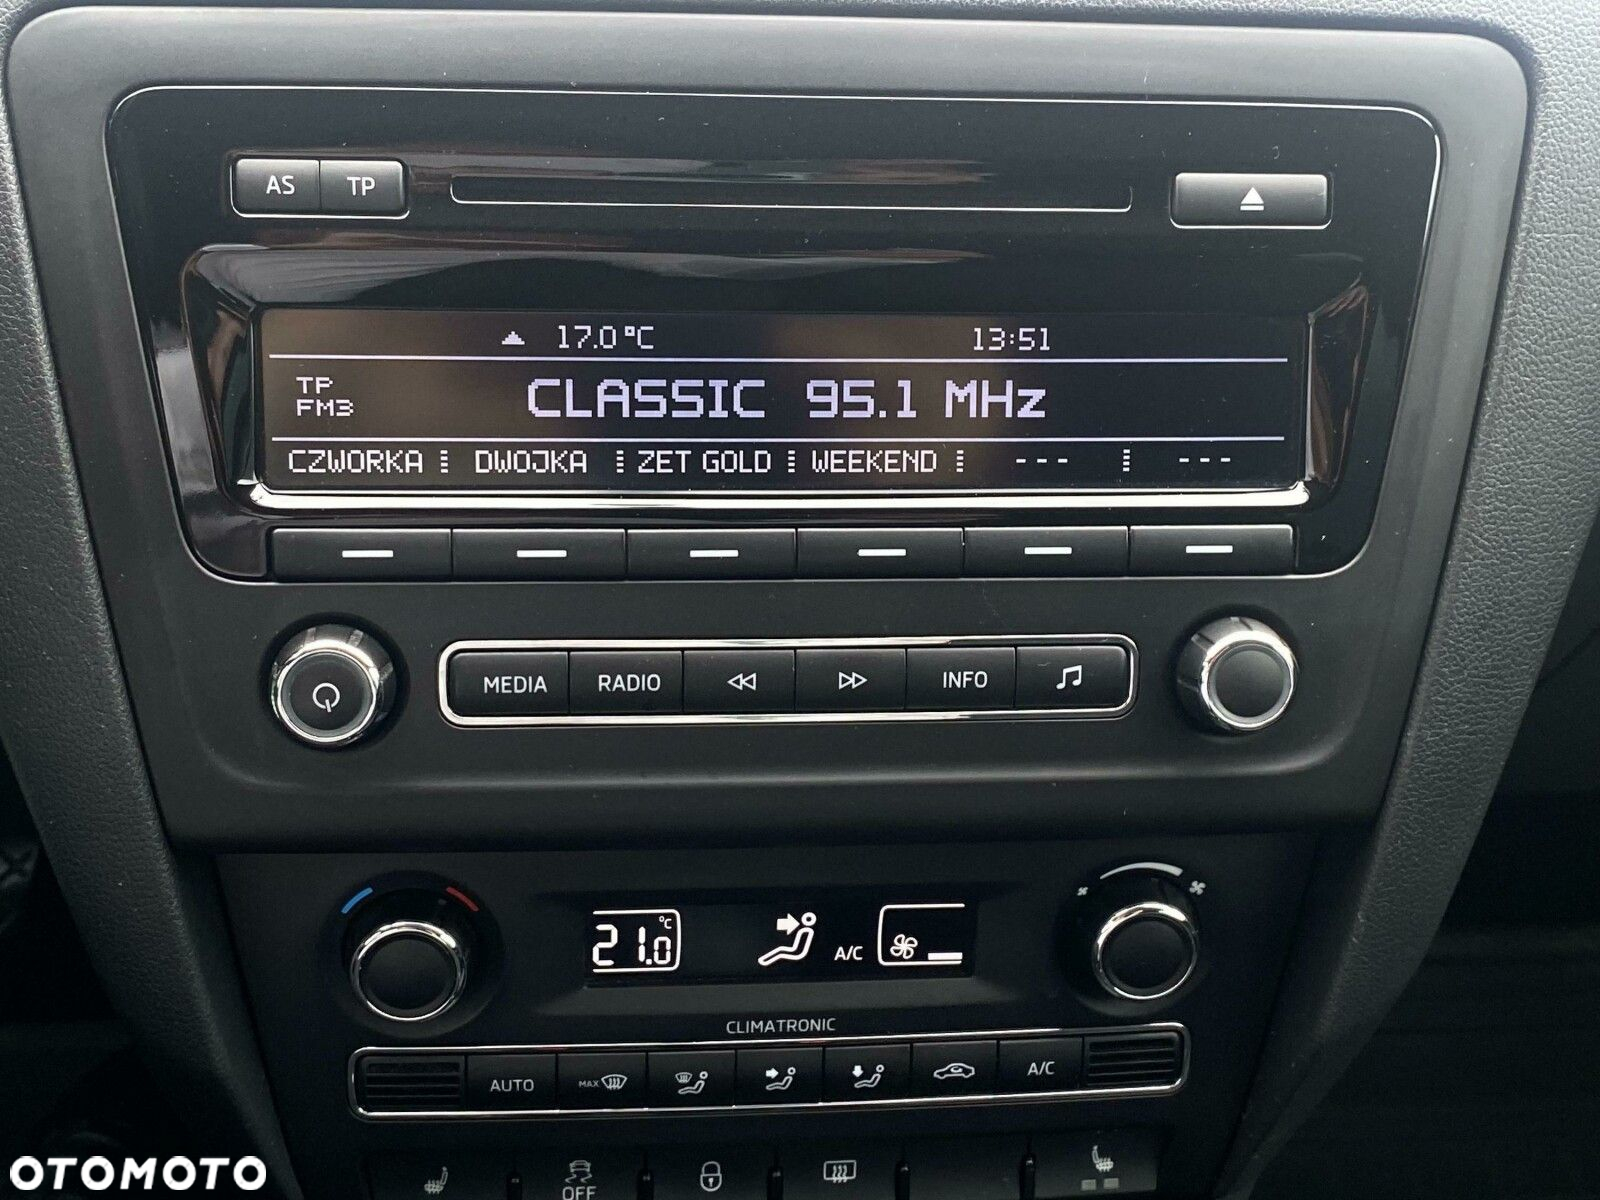 AS TP
17.0°C 13:51
TP
FM3
CLASSIC 95.1 MHz
CZWORKA DWOJKA ZET GOLD WEEKEND --- ---
MEDIA RADIO INFO
21.0 °C A/C
CLIMATRONIC
AUTO MAX A/C
OFF
OTOMOTO